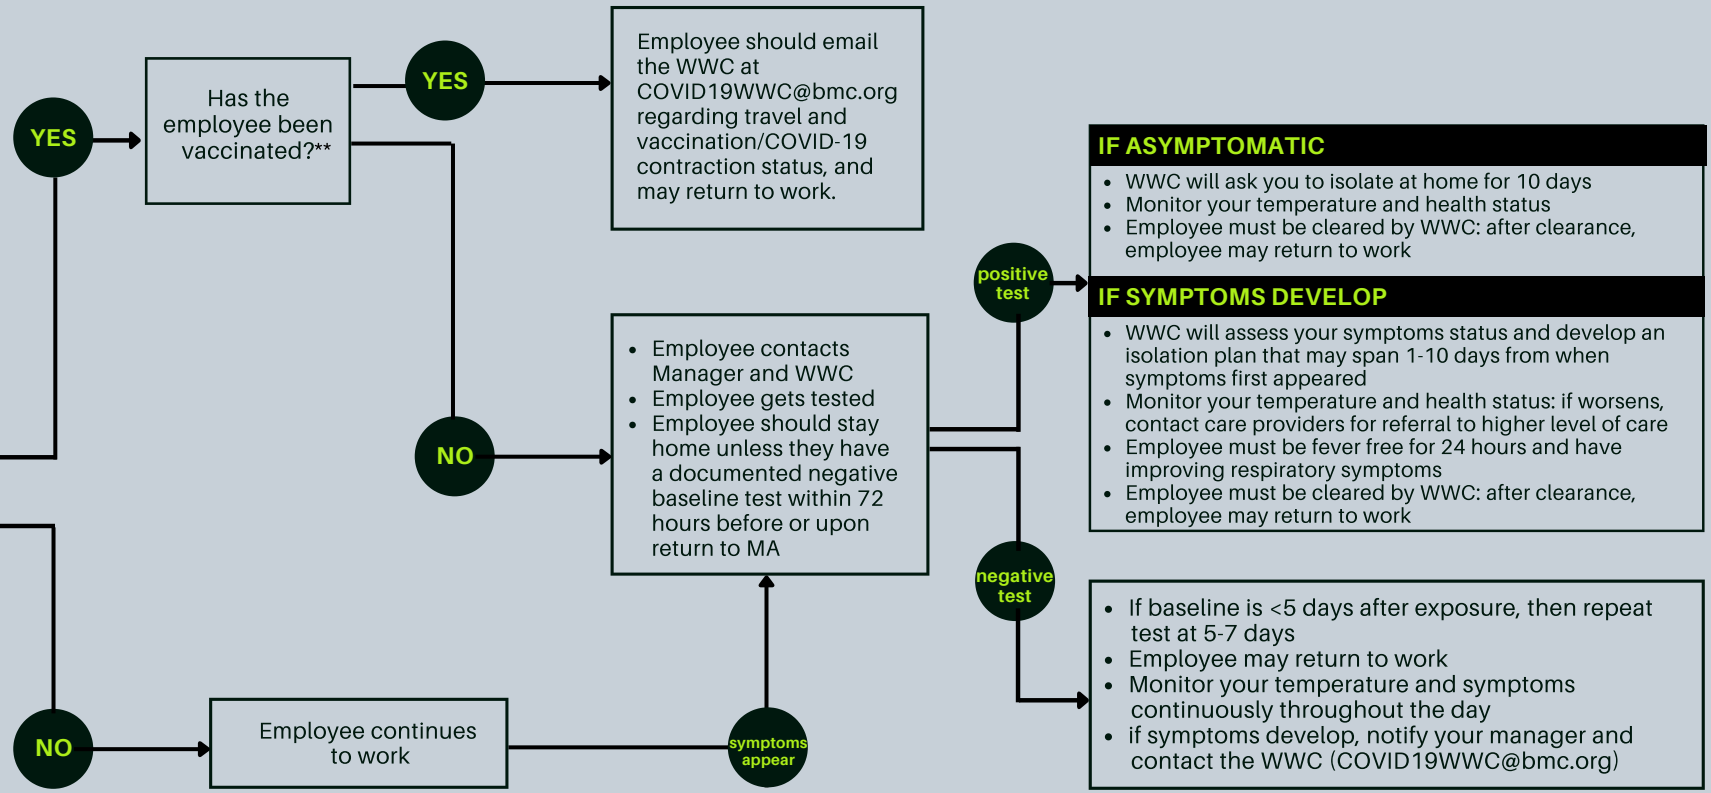 YES
Has the
employee been
vaccinated?**
YES
Employee should email
the WWC at
COVID19WWC@bmc.org
regarding travel and
vaccination/COVID-19
contraction status, and
may return to work.
NO
• Employee contacts
Manager and WWC
• Employee gets tested
• Employee should stay
home unless they have
a documented negative
baseline test within 72
hours before or upon
return to MA
positive
test
IF ASYMPTOMATIC
• WWC will ask you to isolate at home for 10 days
• Monitor your temperature and health status
• Employee must be cleared by WWC: after clearance,
employee may return to work
IF SYMPTOMS DEVELOP
• WWC will assess your symptoms status and develop an
isolation plan that may span 1-10 days from when
symptoms first appeared
• Monitor your temperature and health status: if worsens,
contact care providers for referral to higher level of care
• Employee must be fever free for 24 hours and have
improving respiratory symptoms
• Employee must be cleared by WWC: after clearance,
employee may return to work
negative
test
• If baseline is <5 days after exposure, then repeat
test at 5-7 days
• Employee may return to work
• Monitor your temperature and symptoms
continuously throughout the day
• if symptoms develop, notify your manager and
contact the WWC (COVID19WWC@bmc.org)
NO
Employee continues
to work
symptoms
appear